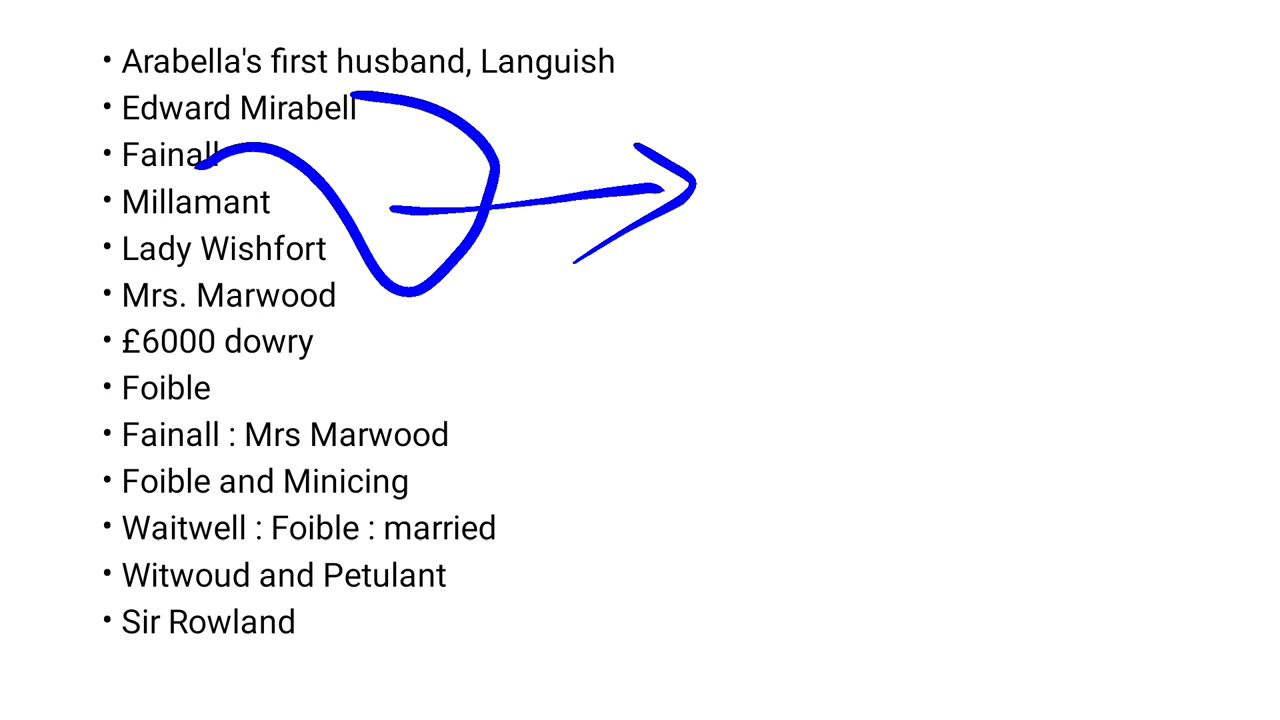 • Arabella's first husband, Languish
• Edward Mirabell
• Fainall
• Millamant
• Lady Wishfort
• Mrs. Marwood
• £6000 dowry
• Foible
• Fainall : Mrs Marwood
• Foible and Minicing
• Waitwell : Foible : married
• Witwoud and Petulant
• Sir Rowland